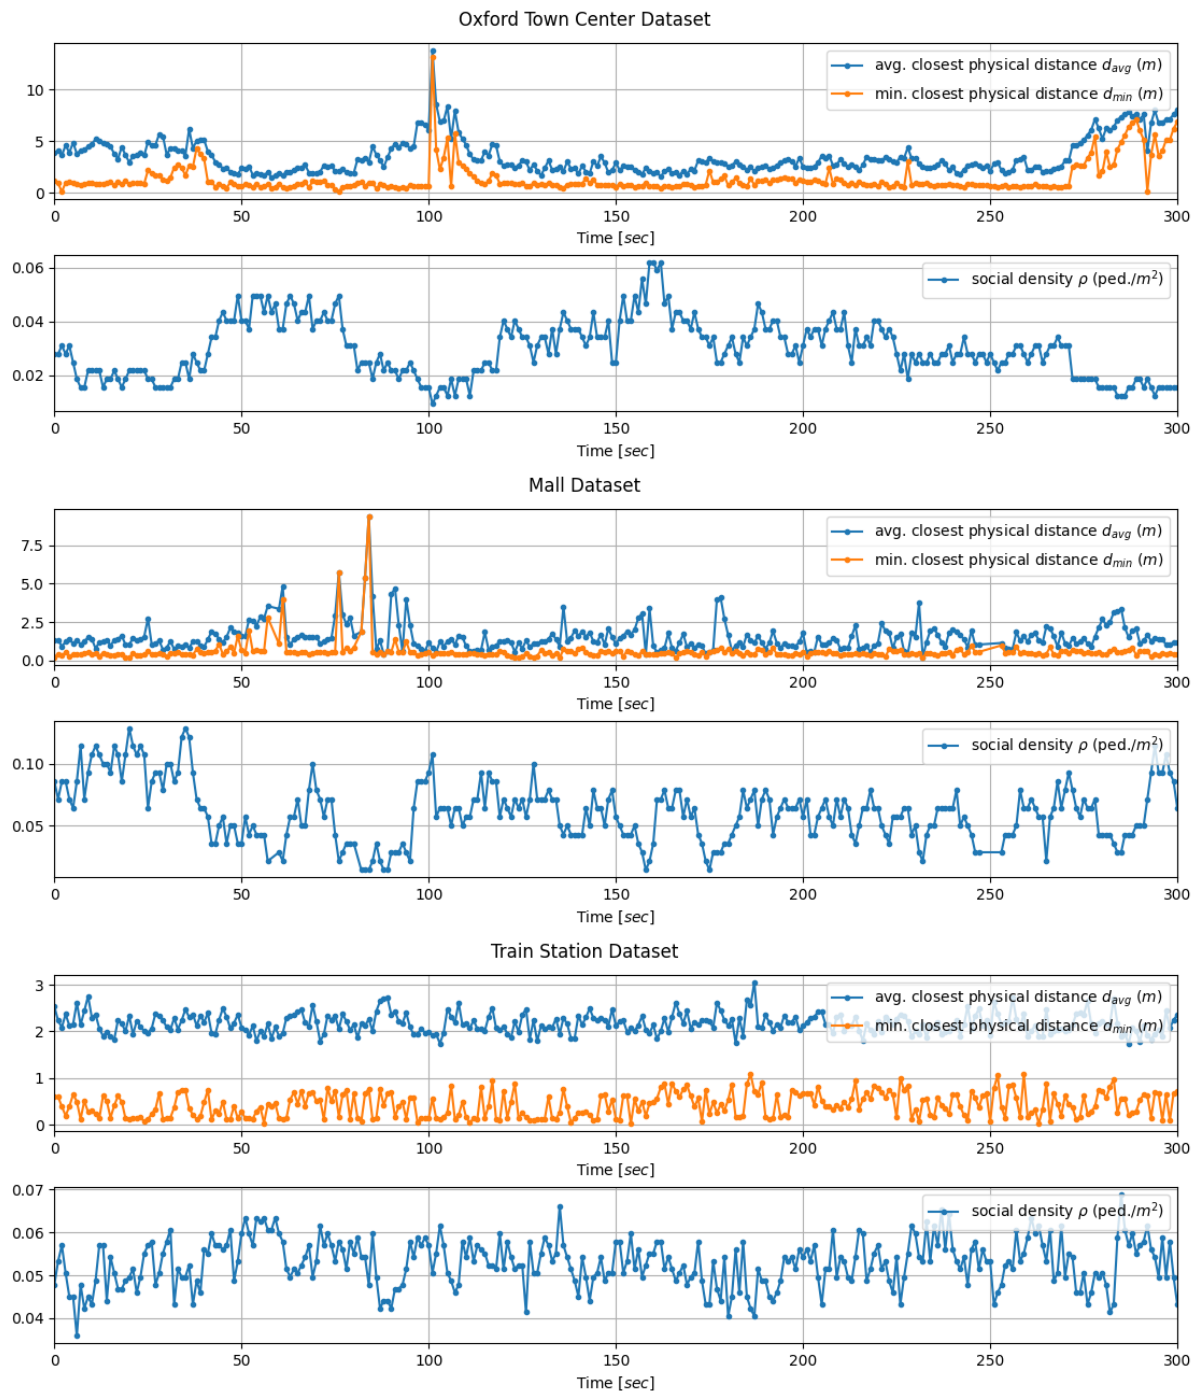 Oxford Town Center Dataset
avg. closest physical distance d_avg (m)
min. closest physical distance d_min (m)
10
5
0
0 50 100 150 200 250 300
Time [sec]
social density ρ (ped./m²)
0.06
0.04
0.02
0 50 100 150 200 250 300
Time [sec]
Mall Dataset
avg. closest physical distance d_avg (m)
min. closest physical distance d_min (m)
7.5
5.0
2.5
0.0
0 50 100 150 200 250 300
Time [sec]
social density ρ (ped./m²)
0.10
0.05
0 50 100 150 200 250 300
Time [sec]
Train Station Dataset
avg. closest physical distance d_avg (m)
min. closest physical distance d_min (m)
3
2
1
0
0 50 100 150 200 250 300
Time [sec]
social density ρ (ped./m²)
0.07
0.06
0.05
0.04
0 50 100 150 200 250 300
Time [sec]